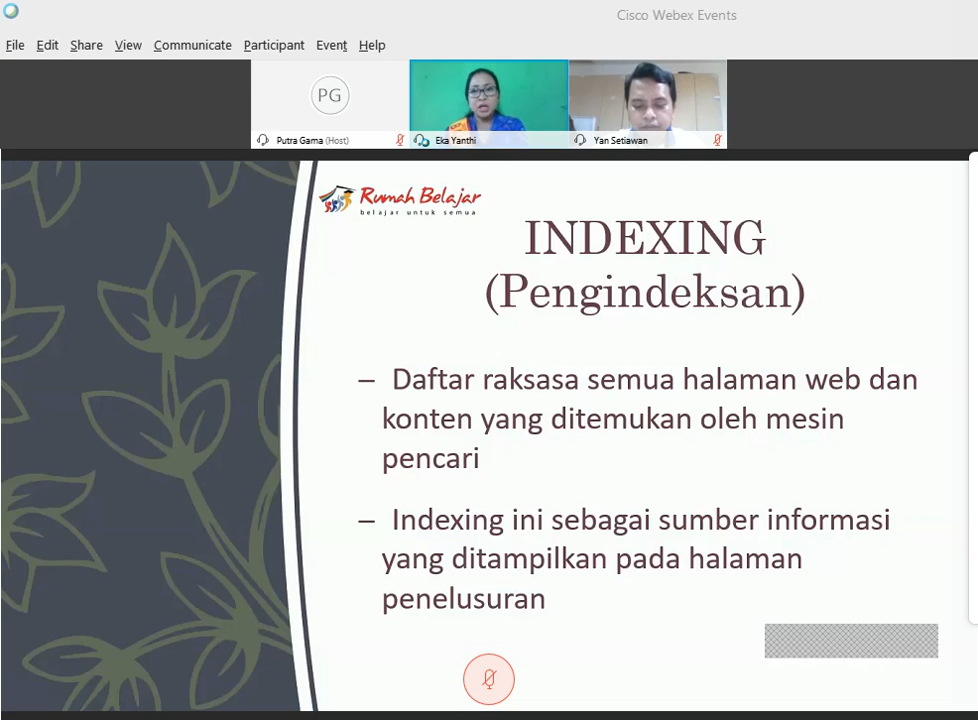 Cisco Webex Events
File Edit Share View Communicate Participant Event Help
PG
Putra Gama (Host)
Eka Yanthi
Yan Setiawan
Rumah Belajar
belajar untuk semua
INDEXING
(Pengindeksan)
– Daftar raksasa semua halaman web dan
konten yang ditemukan oleh mesin
pencari
– Indexing ini sebagai sumber informasi
yang ditampilkan pada halaman
penelusuran